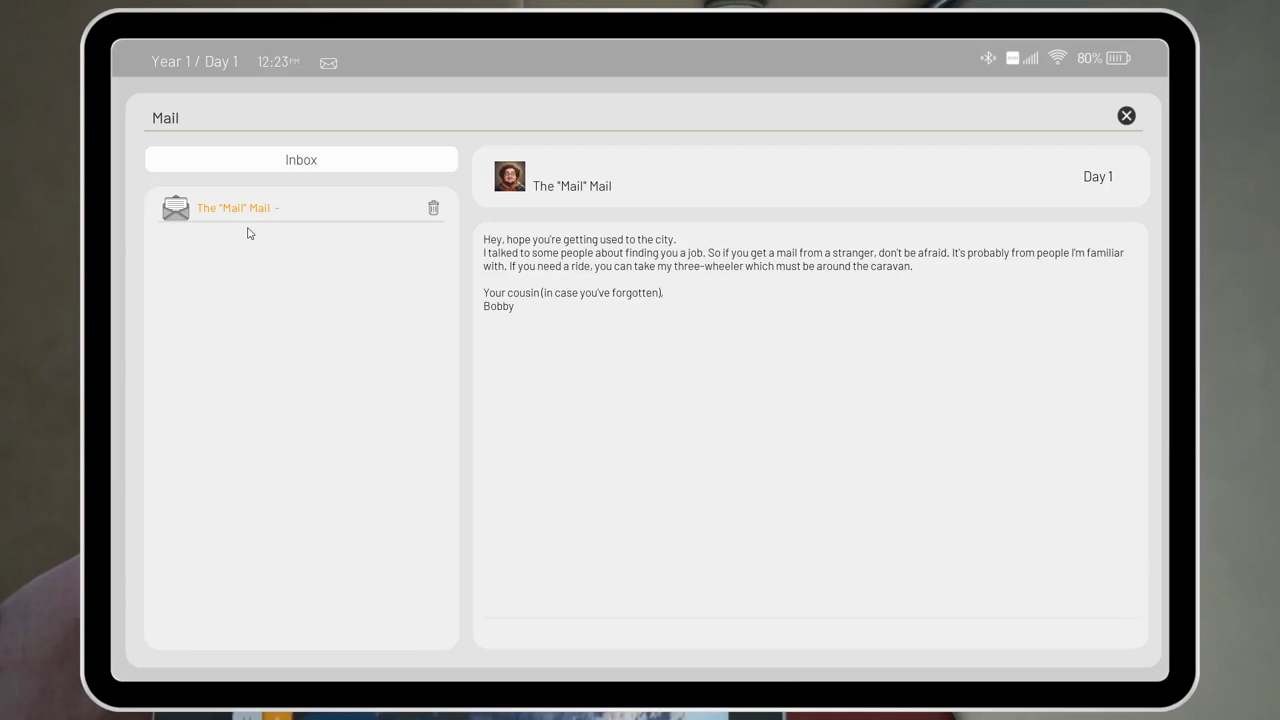 Year 1 / Day 1 12:23PM
80%
Mail
Inbox
The "Mail" Mail -
The "Mail" Mail
Day 1
Hey, hope you're getting used to the city.
I talked to some people about finding you a job. So if you get a mail from a stranger, don't be afraid. It's probably from people I'm familiar
with. If you need a ride, you can take my three-wheeler which must be around the caravan.
Your cousin(in case you've forgotten),
Bobby